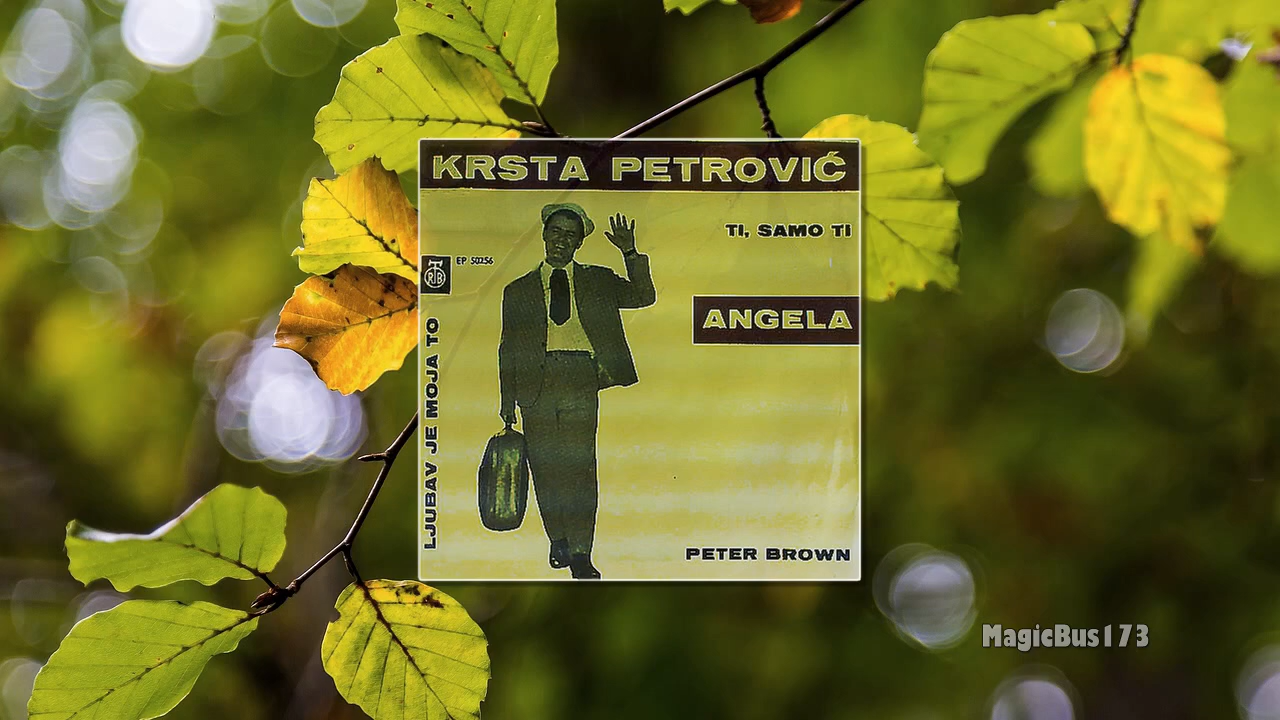 KRSTA PETROVIĆ
TI, SAMO TI
RTB
EP 50256
ANGELA
LJUBAV JE MOJA TO
PETER BROWN
MagicBus173